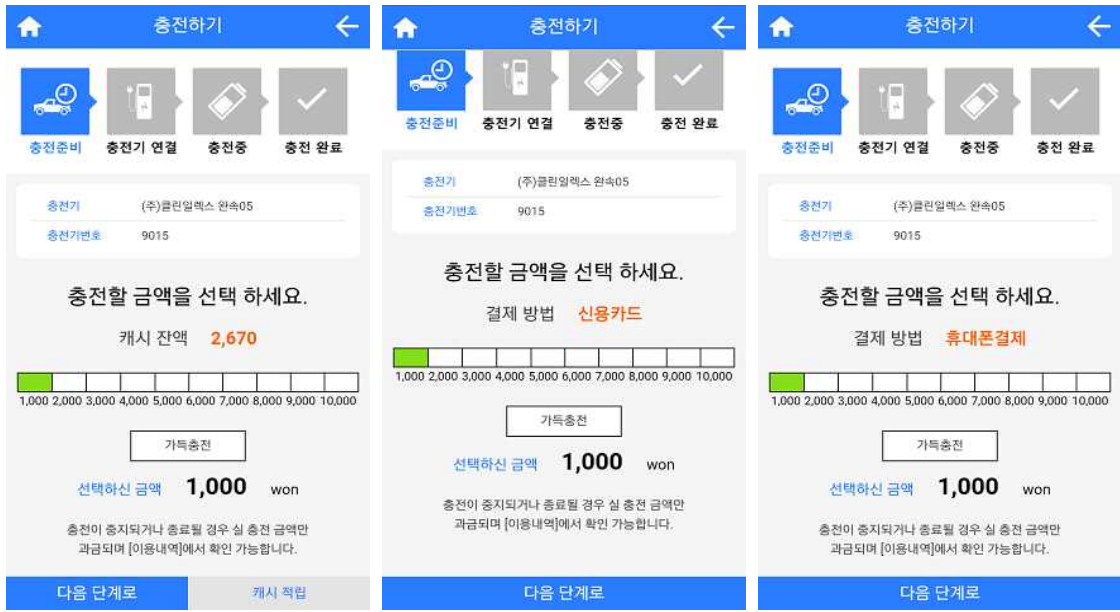 충전하기
충전준비 충전기 연결 충전중 충전 완료
충전기 (주)클린일렉스 완속05
충전기번호 9015
충전할 금액을 선택 하세요.
캐시 잔액 2,670
1,000 2,000 3,000 4,000 5,000 6,000 7,000 8,000 9,000 10,000
가득충전
선택하신 금액 1,000 won
충전이 중지되거나 종료될 경우 실 충전 금액만
과금되며 [이용내역]에서 확인 가능합니다.
다음 단계로 캐시 적립
충전하기
충전준비 충전기 연결 충전중 충전 완료
충전기 (주)클린일렉스 완속05
충전기번호 9015
충전할 금액을 선택 하세요.
결제 방법 신용카드
1,000 2,000 3,000 4,000 5,000 6,000 7,000 8,000 9,000 10,000
가득충전
선택하신 금액 1,000 won
충전이 중지되거나 종료될 경우 실 충전 금액만
과금되며 [이용내역]에서 확인 가능합니다.
다음 단계로
충전하기
충전준비 충전기 연결 충전중 충전 완료
충전기 (주)클린일렉스 완속05
충전기번호 9015
충전할 금액을 선택 하세요.
결제 방법 휴대폰결제
1,000 2,000 3,000 4,000 5,000 6,000 7,000 8,000 9,000 10,000
가득충전
선택하신 금액 1,000 won
충전이 중지되거나 종료될 경우 실 충전 금액만
과금되며 [이용내역]에서 확인 가능합니다.
다음 단계로